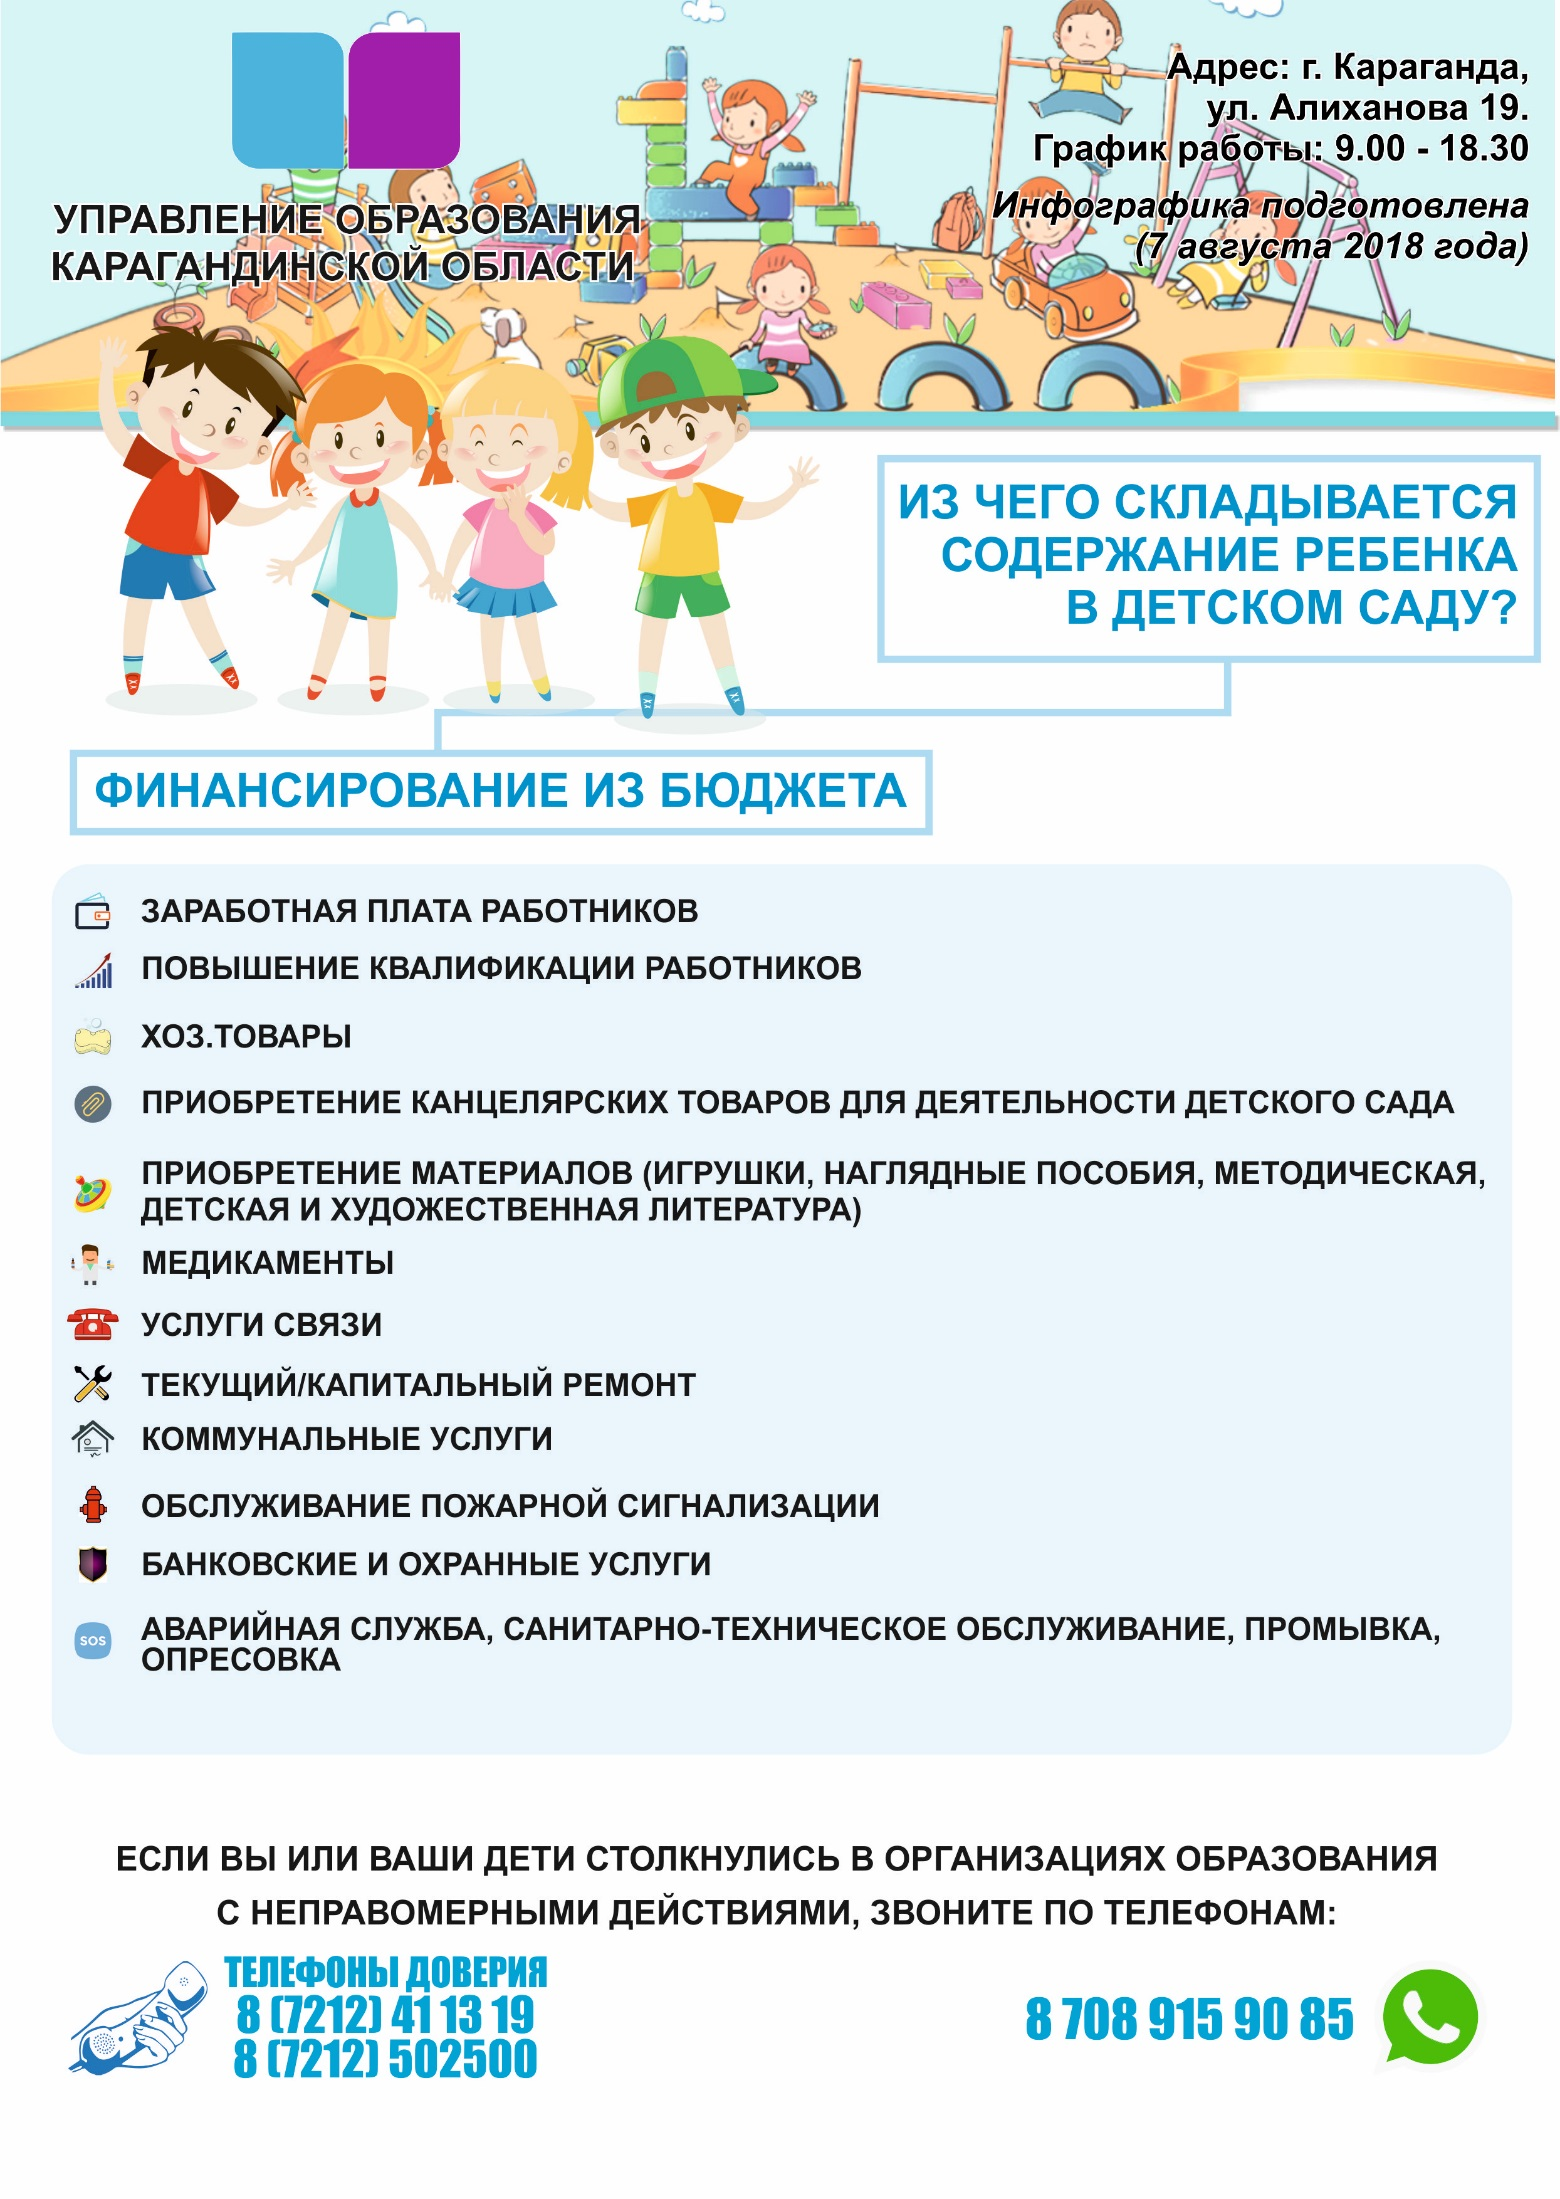 УПРАВЛЕНИЕ ОБРАЗОВАНИЯ
КАРАГАНДИНСКОЙ ОБЛАСТИ
Адрес: г. Караганда,
ул. Алиханова 19.
График работы: 9.00 - 18.30
Инфографика подготовлена
(7 августа 2018 года)
ИЗ ЧЕГО СКЛАДЫВАЕТСЯ
СОДЕРЖАНИЕ РЕБЕНКА
В ДЕТСКОМ САДУ?
ФИНАНСИРОВАНИЕ ИЗ БЮДЖЕТА
ЗАРАБОТНАЯ ПЛАТА РАБОТНИКОВ
ПОВЫШЕНИЕ КВАЛИФИКАЦИИ РАБОТНИКОВ
ХОЗ.ТОВАРЫ
ПРИОБРЕТЕНИЕ КАНЦЕЛЯРСКИХ ТОВАРОВ ДЛЯ ДЕЯТЕЛЬНОСТИ ДЕТСКОГО САДА
ПРИОБРЕТЕНИЕ МАТЕРИАЛОВ (ИГРУШКИ, НАГЛЯДНЫЕ ПОСОБИЯ, МЕТОДИЧЕСКАЯ,
ДЕТСКАЯ И ХУДОЖЕСТВЕННАЯ ЛИТЕРАТУРА)
МЕДИКАМЕНТЫ
УСЛУГИ СВЯЗИ
ТЕКУЩИЙ/КАПИТАЛЬНЫЙ РЕМОНТ
КОММУНАЛЬНЫЕ УСЛУГИ
ОБСЛУЖИВАНИЕ ПОЖАРНОЙ СИГНАЛИЗАЦИИ
БАНКОВСКИЕ И ОХРАННЫЕ УСЛУГИ
SOS
АВАРИЙНАЯ СЛУЖБА, САНИТАРНО-ТЕХНИЧЕСКОЕ ОБСЛУЖИВАНИЕ, ПРОМЫВКА,
ОПРЕСОВКА
ЕСЛИ ВЫ ИЛИ ВАШИ ДЕТИ СТОЛКНУЛИСЬ В ОРГАНИЗАЦИЯХ ОБРАЗОВАНИЯ
С НЕПРАВОМЕРНЫМИ ДЕЙСТВИЯМИ, ЗВОНИТЕ ПО ТЕЛЕФОНАМ:
ТЕЛЕФОНЫ ДОВЕРИЯ
8 (7212) 41 13 19
8 (7212) 502500
8 708 915 90 85